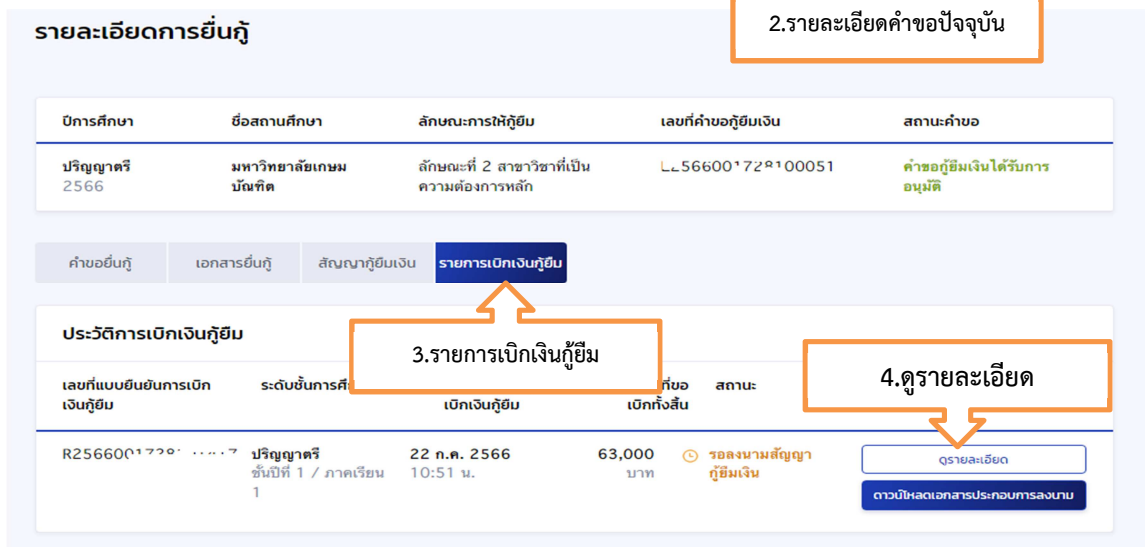 รายละเอียดการยื่นกู้
2.รายละเอียดคำขอปัจจุบัน
ปีการศึกษา ชื่อสถานศึกษา ลักษณะการให้กู้ยืม เลขที่คำขอกู้ยืมเงิน สถานะคำขอ
ปริญญาตรี มหาวิทยาลัยเกษม ลักษณะที่ 2 สาขาวิชาที่เป็น คำขอกู้ยืมเงินได้รับการ
2566 บัณฑิต ความต้องการหลัก อนุมัติ
คำขอยื่นกู้ เอกสารยื่นกู้ สัญญากู้ยืมเงิน รายการเบิกเงินกู้ยืม
ประวัติการเบิกเงินกู้ยืม
3.รายการเบิกเงินกู้ยืม
4.ดูรายละเอียด
เลขที่แบบยืนยันการเบิก ระดับชั้นการศึ ที่ขอ สถานะ
เงินกู้ยืม เบิกเงินกู้ยืม เบิกทั้งสิ้น
ปริญญาตรี 22 ก.ค. 2566 63,000 รอลงนามสัญญา ดูรายละเอียด
ชั้นปีที่ 1 / ภาคเรียน 10:51 น. บาท กู้ยืมเงิน
1 ดาวน์โหลดเอกสารประกอบการลงนาม